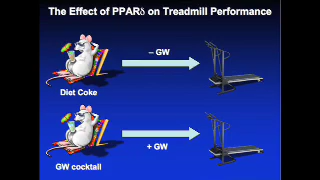 The Effect of PPARδ on Treadmill Performance
– GW
Diet Coke
+ GW
GW cocktail